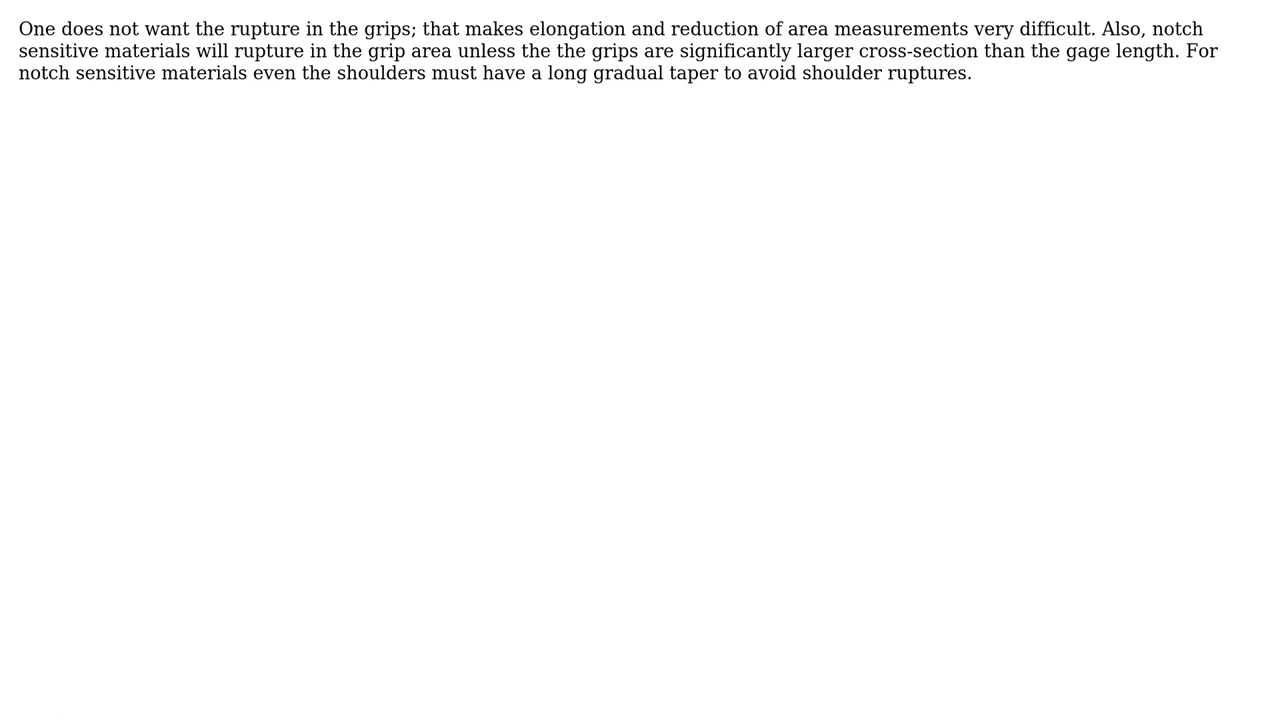 One does not want the rupture in the grips; that makes elongation and reduction of area measurements very difficult. Also, notch
sensitive materials will rupture in the grip area unless the the grips are significantly larger cross-section than the gage length. For
notch sensitive materials even the shoulders must have a long gradual taper to avoid shoulder ruptures.